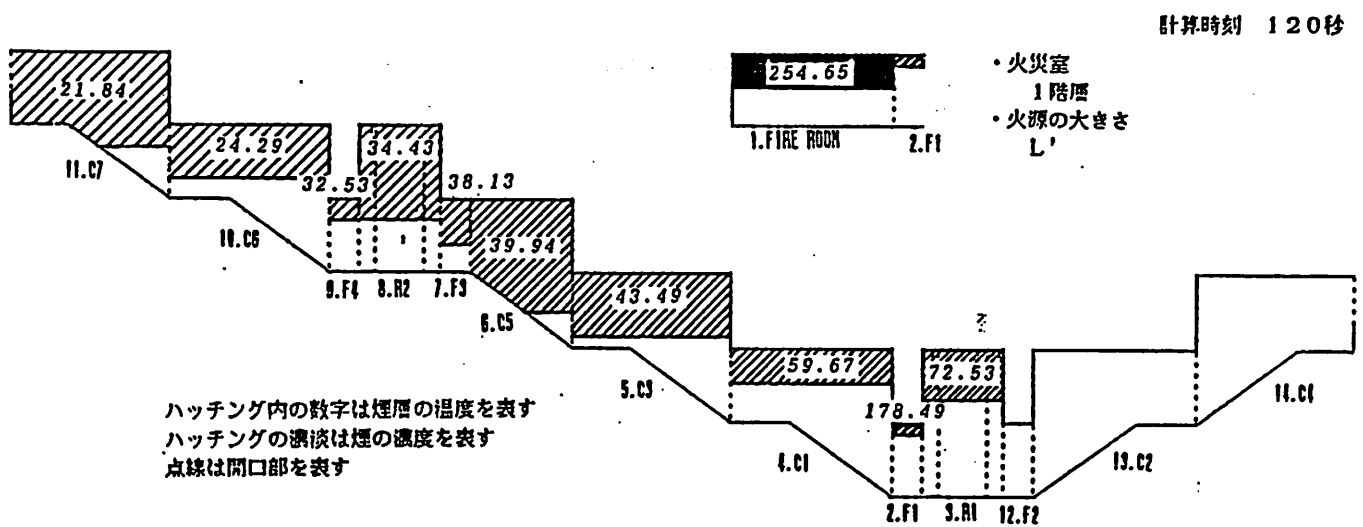 計算時刻 120秒
254.65
1.FIRE ROOM
2.F1
・火災室
1階層
・火源の大きさ
L'
21.84
11.C7
24.29
10.C6
32.53
34.43
38.13
39.94
9.F4
8.R2
7.F3
6.C5
43.49
5.C3
59.67
4.C1
178.49
72.53
2.F1
3.R1
12.F2
13.C2
14.C4
ハッチング内の数字は煙層の温度を表す
ハッチングの濃淡は煙の濃度を表す
点線は開口部を表す